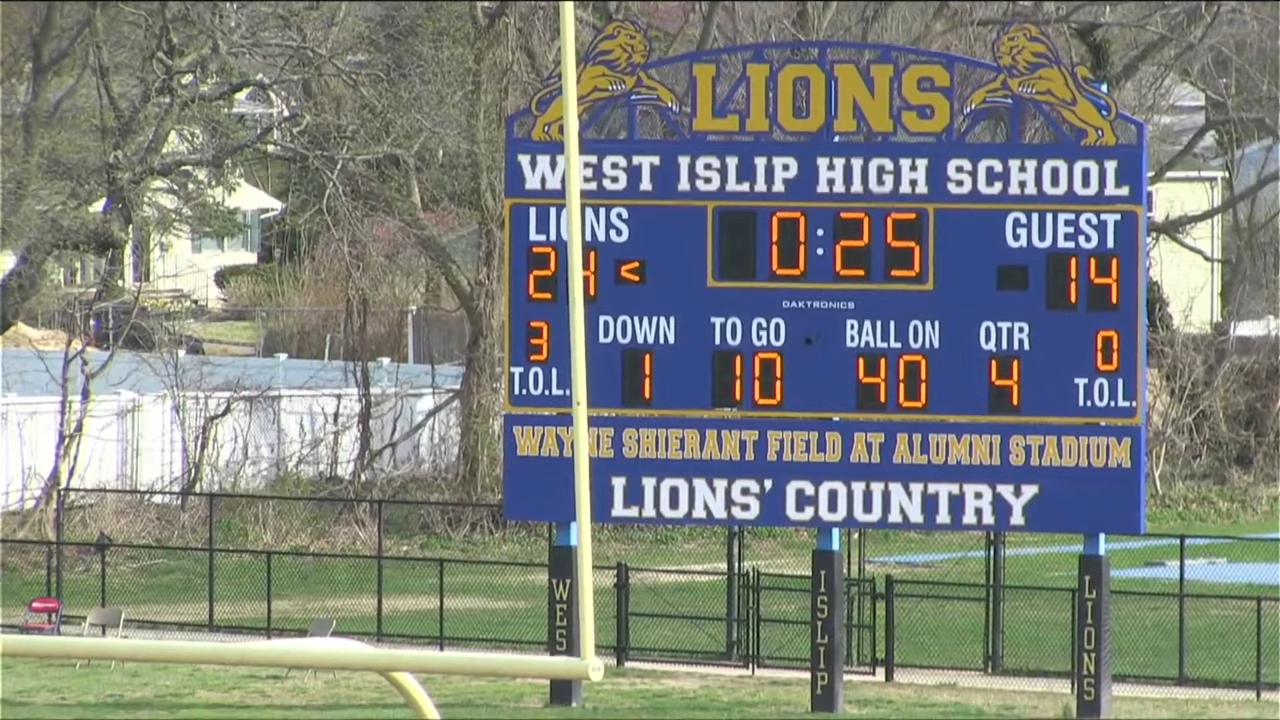 LIONS
WEST ISLIP HIGH SCHOOL
LIONS 0:25 GUEST
24 < 14
DAKTRONICS
3 DOWN TO GO BALL ON QTR 0
T.O.L. 1 10 40 4 T.O.L.
WAYNE SHIERANT FIELD AT ALUMNI STADIUM
LIONS' COUNTRY
WES ISLIP LIONS